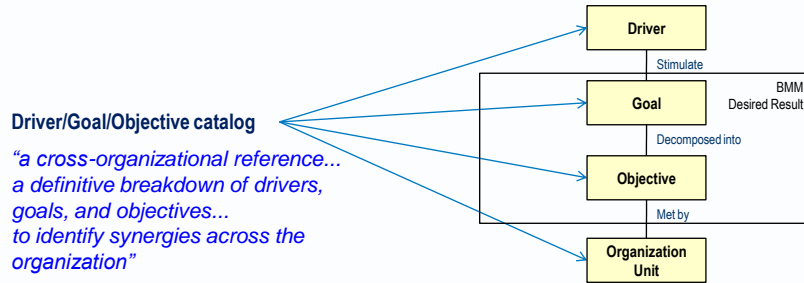 Driver
Stimulate
BMM
Desired Result
Goal
Driver/Goal/Objective catalog
Decomposed into
"a cross-organizational reference...
a definitive breakdown of drivers,
goals, and objectives...
to identify synergies across the
organization"
Objective
Met by
Organization
Unit